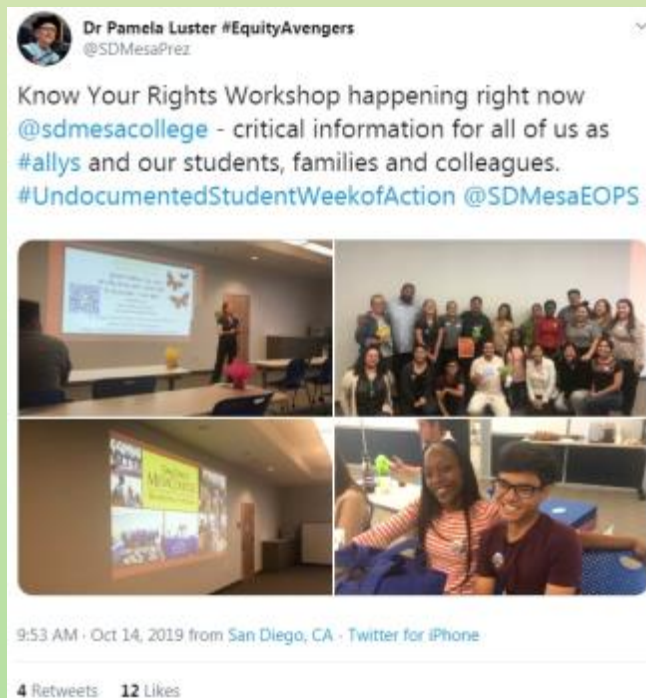 Dr Pamela Luster #EquityAvengers
@SDMesaPrez
Know Your Rights Workshop happening right now
@sdmesacollege - critical information for all of us as
#allys and our students, families and colleagues.
#UndocumentedStudentWeekofAction @SDMesaEOPS
9:53 AM · Oct 14, 2019 from San Diego, CA · Twitter for iPhone
4 Retweets 12 Likes